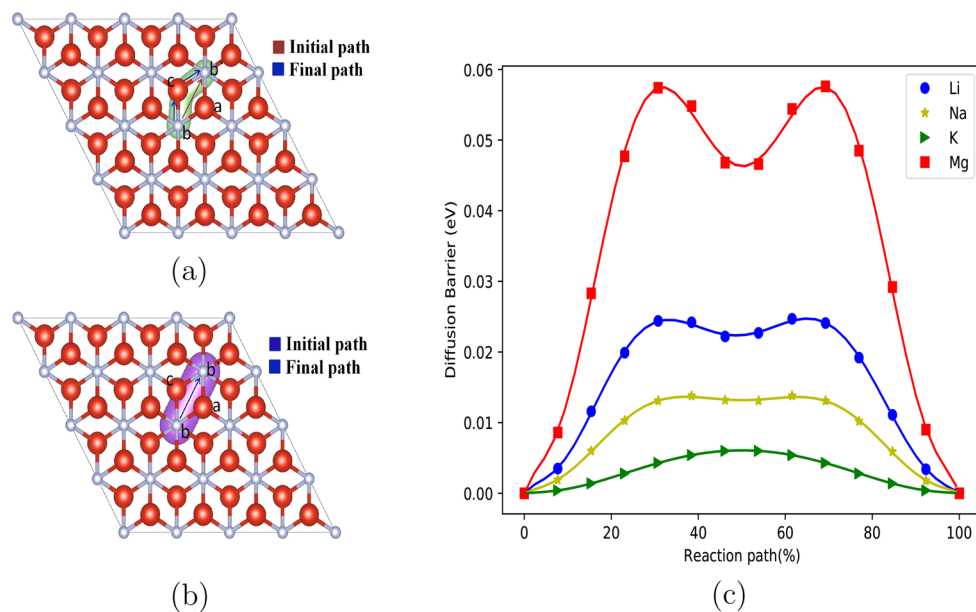 Initial path
Final path
b
c
a
b
(a)
Initial path
Final path
b
c
a
b
(b)
Diffusion Barrier (eV)
0.06
0.05
0.04
0.03
0.02
0.01
0.00
Li
Na
K
Mg
0 20 40 60 80 100
Reaction path(%)
(c)